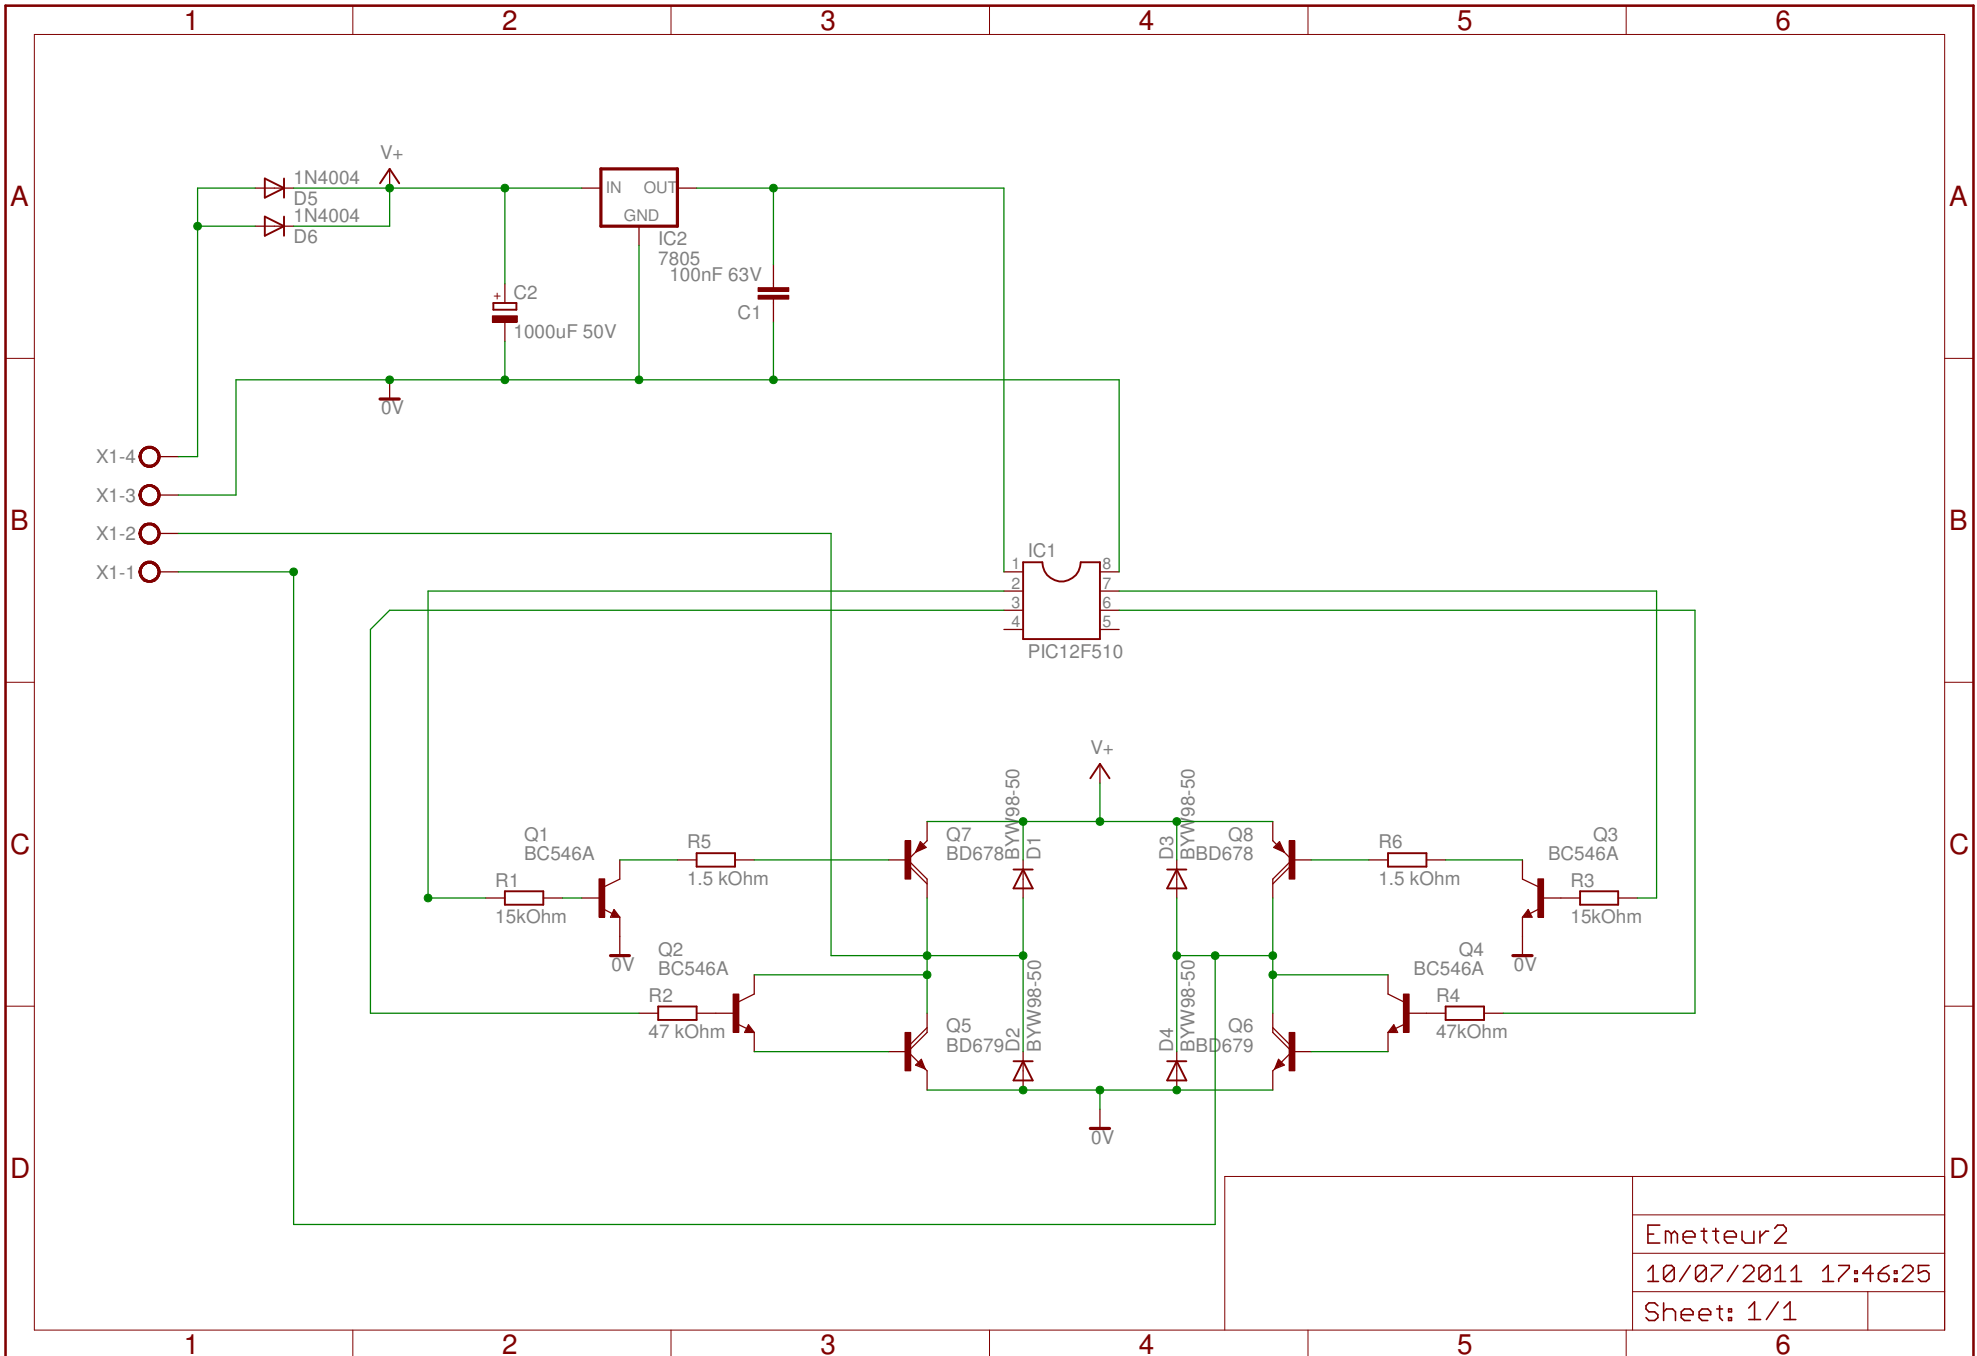 1 2 3 4 5 6
A A
B B
C C
D D
1N4004
D5
1N4004
D6
V+
IN OUT
GND
IC2
7805
100nF 63V
C1
+
C2
1000uF 50V
0V
X1-4
X1-3
X1-2
X1-1
IC1
1 8
2 7
3 6
4 5
PIC12F510
V+
Q1
BC546A
R5
1.5 kOhm
R1
15kOhm
0V
Q2
BC546A
R2
47 kOhm
Q7
BD678
BYW98-50
D1
Q5
BD679
D2
BYW98-50
D3
BYW98-50
Q8
BD678
D4
BYW98-50
Q6
BD679
0V
R6
1.5 kOhm
Q3
BC546A
R3
15kOhm
0V
Q4
BC546A
R4
47kOhm
Emetteur2
10/07/2011 17:46:25
Sheet: 1/1
1 2 3 4 5 6